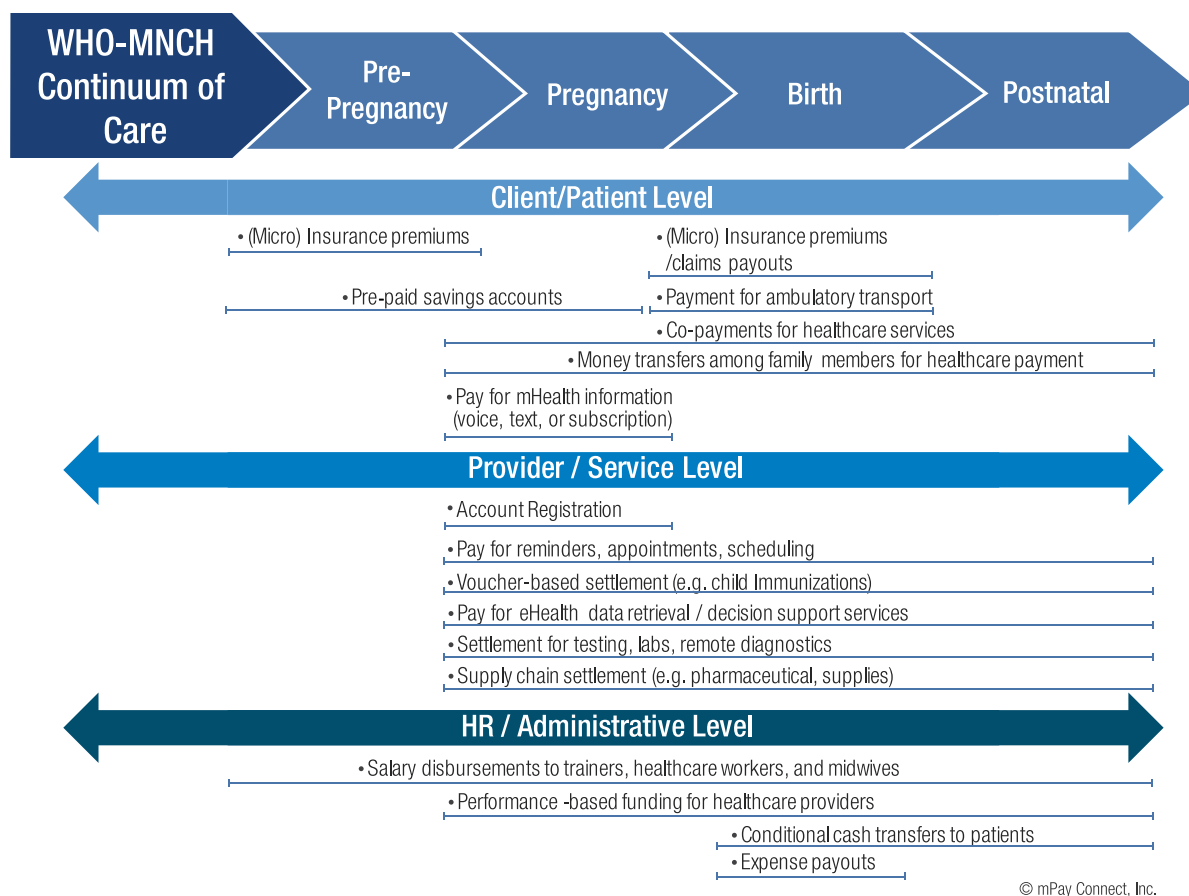 WHO-MNCH
Continuum of
Care
Pre-
Pregnancy
Pregnancy
Birth
Postnatal
Client/Patient Level
• (Micro) Insurance premiums
• (Micro) Insurance premiums
/claims payouts
• Pre-paid savings accounts
• Payment for ambulatory transport
• Co-payments for healthcare services
• Money transfers among family members for healthcare payment
• Pay for mHealth information
(voice, text, or subscription)
Provider / Service Level
• Account Registration
• Pay for reminders, appointments, scheduling
• Voucher-based settlement (e.g. child Immunizations)
• Pay for eHealth data retrieval / decision support services
• Settlement for testing, labs, remote diagnostics
• Supply chain settlement (e.g. pharmaceutical, supplies)
HR / Administrative Level
• Salary disbursements to trainers, healthcare workers, and midwives
• Performance -based funding for healthcare providers
• Conditional cash transfers to patients
• Expense payouts
© mPay Connect, Inc.